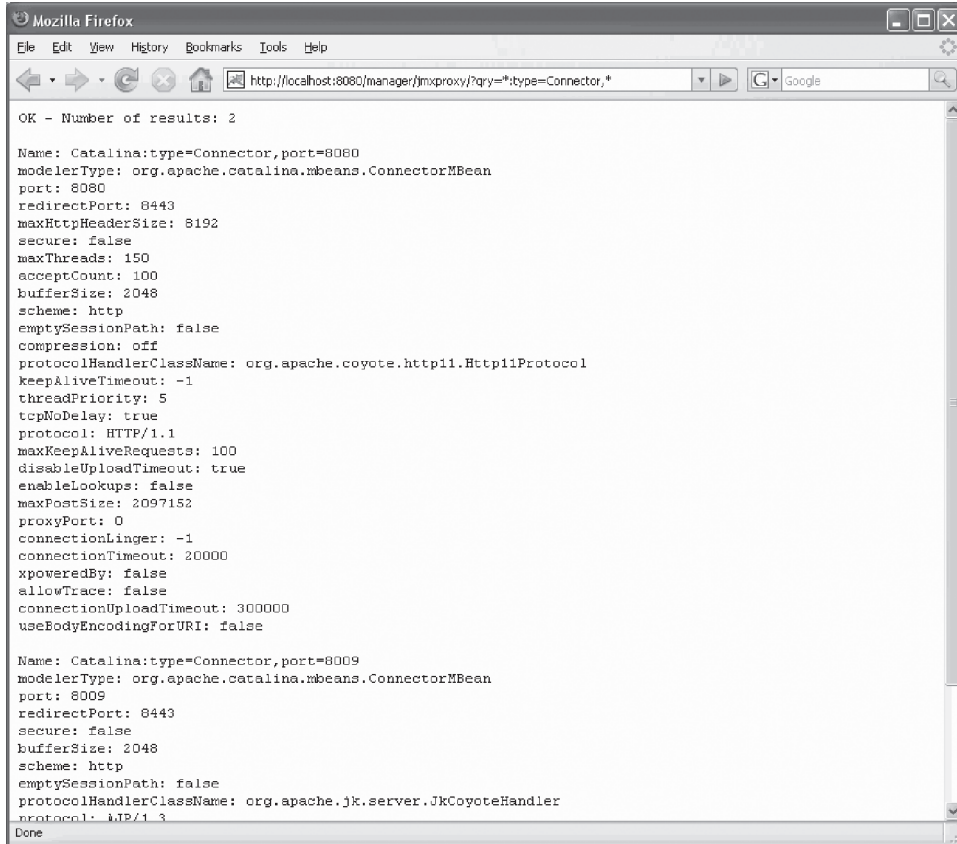 Mozilla Firefox
File Edit View History Bookmarks Tools Help
http://localhost:8080/manager/jmxproxy/?qry=*:type=Connector,* G Google
OK - Number of results: 2
Name: Catalina:type=Connector,port=8080
modelerType: org.apache.catalina.mbeans.ConnectorMBean
port: 8080
redirectPort: 8443
maxHttpHeaderSize: 8192
secure: false
maxThreads: 150
acceptCount: 100
bufferSize: 2048
scheme: http
emptySessionPath: false
compression: off
protocolHandlerClassName: org.apache.coyote.http11.Http11Protocol
keepAliveTimeout: -1
threadPriority: 5
tcpNoDelay: true
protocol: HTTP/1.1
maxKeepAliveRequests: 100
disableUploadTimeout: true
enableLookups: false
maxPostSize: 2097152
proxyPort: 0
connectionLinger: -1
connectionTimeout: 20000
xpoweredBy: false
allowTrace: false
connectionUploadTimeout: 300000
useBodyEncodingForURI: false
Name: Catalina:type=Connector,port=8009
modelerType: org.apache.catalina.mbeans.ConnectorMBean
port: 8009
redirectPort: 8443
secure: false
bufferSize: 2048
scheme: http
emptySessionPath: false
protocolHandlerClassName: org.apache.jk.server.JkCoyoteHandler
protocol: AJP/1.3
Done